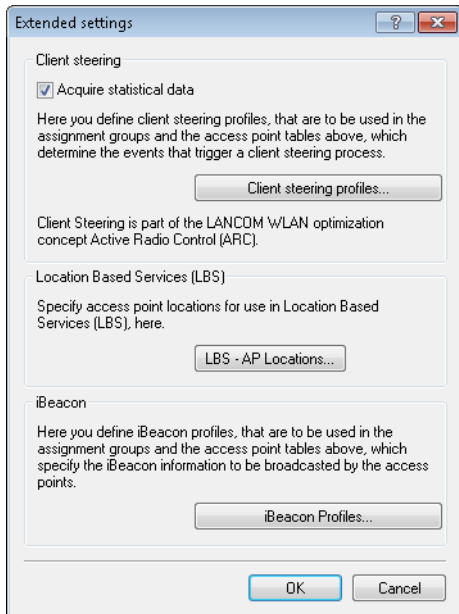 Extended settings
Client steering
Acquire statistical data
Here you define client steering profiles, that are to be used in the
assignment groups and the access point tables above, which
determine the events that trigger a client steering process.
Client steering profiles...
Client Steering is part of the LANCOM WLAN optimization
concept Active Radio Control (ARC).
Location Based Services (LBS)
Specify access point locations for use in Location Based
Services (LBS), here.
LBS - AP Locations...
iBeacon
Here you define iBeacon profiles, that are to be used in the
assignment groups and the access point tables above, which
specify the iBeacon information to be broadcasted by the access
points.
iBeacon Profiles...
OK Cancel